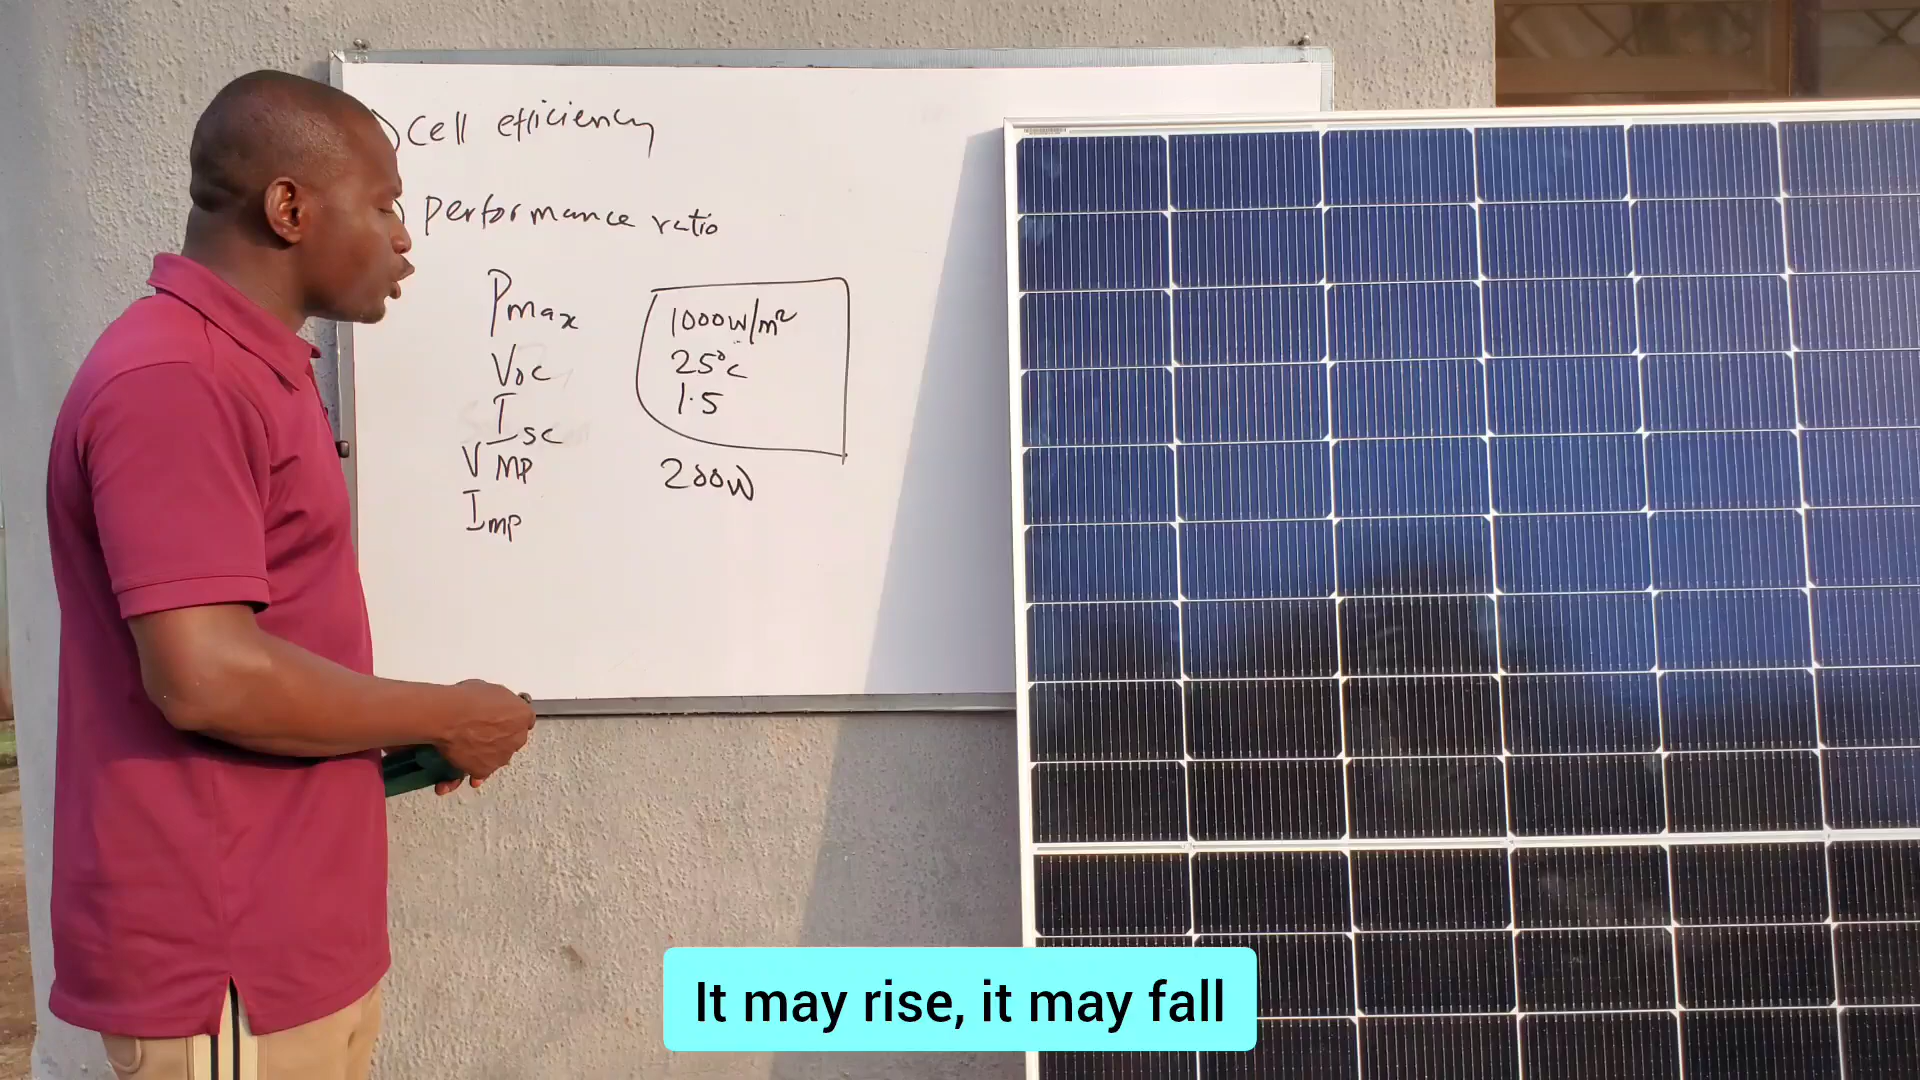 ) Cell efficiency
) Performance ratio
Pmax
Voc
Isc
VMP
Imp
1000W/m²
25°c
1.5
200W
It may rise, it may fall